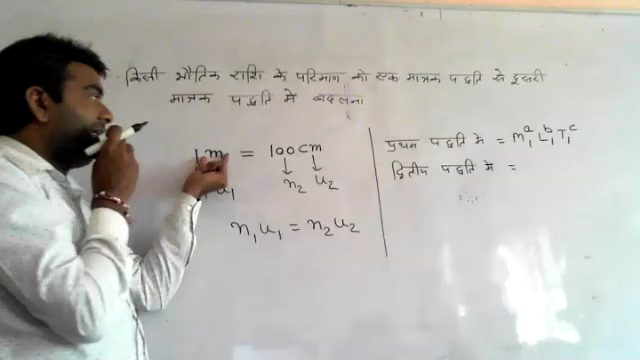 किसी भौतिक राशि के परिमाण को एक मात्रक पद्धति से दूसरी
मात्रक पद्धति में बदलना
1m = 100cm
↓ ↓
u₁ n₂ u₂
n₁u₁ = n₂u₂
प्रथम पद्धति में = M₁ᵃ L₁ᵇ T₁ᶜ
द्वितीय पद्धति में =